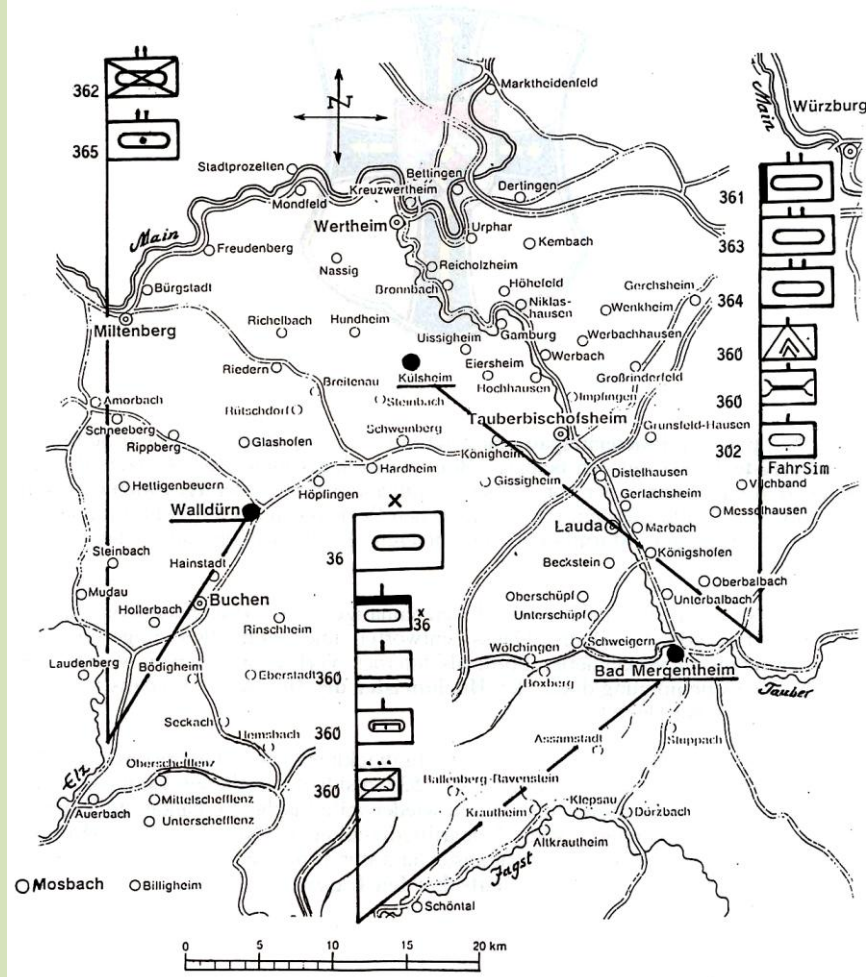 362
365
N
Marktheidenfeld
Main
Würzburg
Stadtprozelten
Bettingen
Kreuzwertheim
Dertingen
Mondfeld
Wertheim
Urphar
Main
Freudenberg
Kembach
Nassig
Reicholzheim
Bronnbach
Höhefeld
Gerchsheim
Bürgstadt
Niklas-
hausen
Wenkheim
Miltenberg
Richelbach
Hundheim
Gamburg
Uissigheim
Werbachhausen
Eiersheim
Werbach
Riedern
Külsheim
Breitenau
Hochhausen
Großrinderfeld
Steinbach
Impfingen
Amorbach
Rütschdorf
Tauberbischofsheim
Schneeberg
Schweinberg
Grunsfeld-Hausen
Rippberg
Glashofen
Königheim
Hardheim
Distelhausen
Hettigenbeuern
Höpfingen
Gissigheim
Gerlachsheim
Messelhausen
Walldürn
Lauda
Marbach
Königshofen
Steinbach
Hainstadt
Beckstein
Oberbalbach
Mudau
Buchen
Oberschüpf
Unterbalbach
Hollerbach
Rinschheim
Unterschüpf
Schweigern
Wölchingen
Laudenberg
Bödigheim
Eberstadt
Boxberg
Bad Mergentheim
Tauber
Seckach
Hemsbach
Assamstadt
Stuppach
Elz
Oberschefflenz
Ballenberg-Ravenstein
Auerbach
Mittelschefflenz
Krautheim
Klepsau
Dörzbach
Unterschefflenz
Altkrautheim
Jagst
Mosbach
Billigheim
Schöntal
361
363
364
360
360
302
FahrSim
X
36
x
36
360
360
360
0
5
10
15
20 km